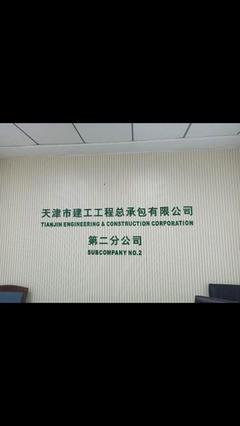 天津市建工工程总承包有限公司
TIANJIN ENGINEERING & CONSTRUCTION CORPORATION
第二分公司
SUBCOMPANY NO.2